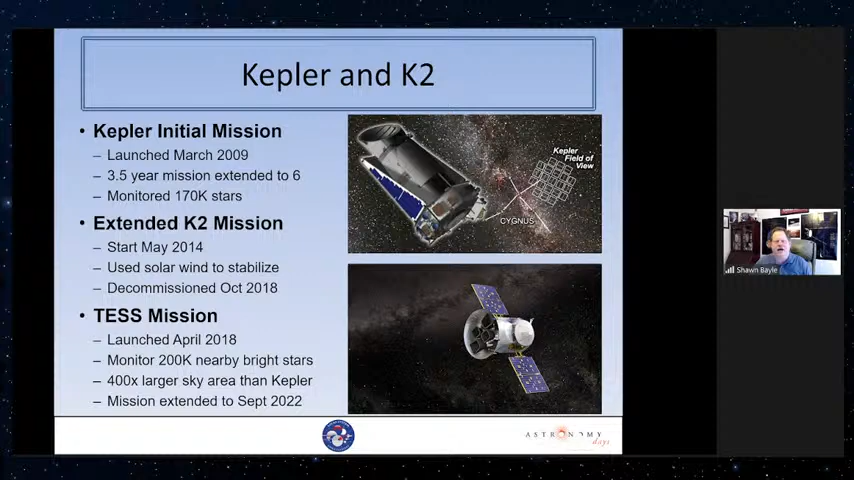 Kepler and K2
• Kepler Initial Mission
– Launched March 2009
– 3.5 year mission extended to 6
– Monitored 170K stars
• Extended K2 Mission
– Start May 2014
– Used solar wind to stabilize
– Decommissioned Oct 2018
• TESS Mission
– Launched April 2018
– Monitor 200K nearby bright stars
– 400x larger sky area than Kepler
– Mission extended to Sept 2022
Kepler
Field of
View
CYGNUS
ASTRONOMY
days
Shawn Bayle